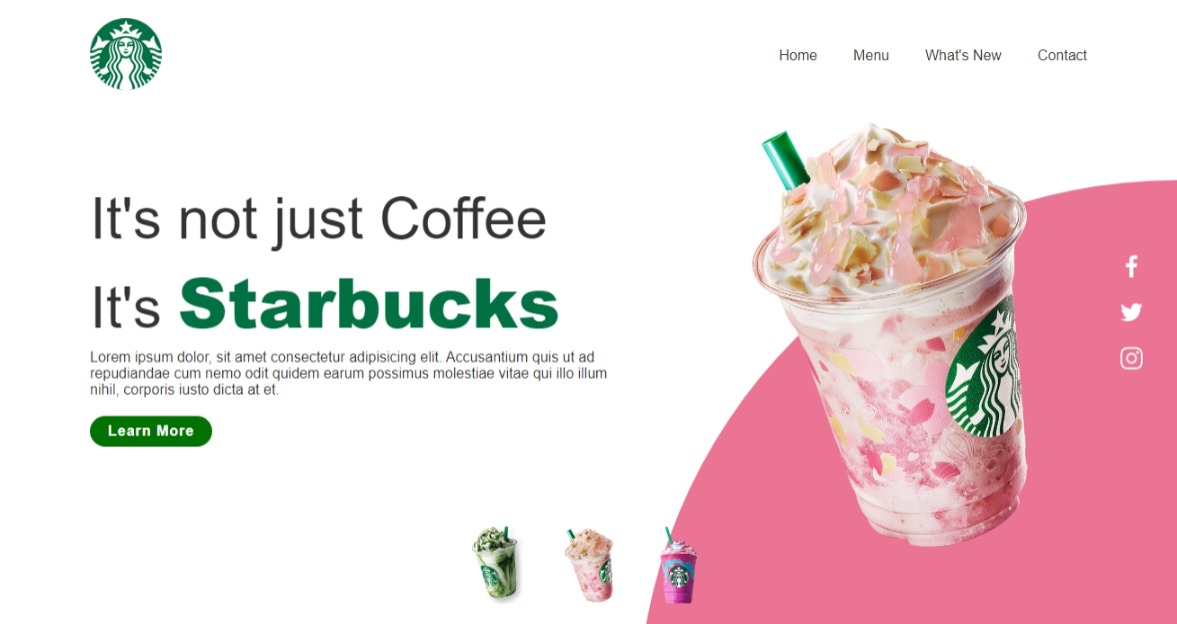 Home Menu What's New Contact
It's not just Coffee
It's Starbucks
Lorem ipsum dolor, sit amet consectetur adipisicing elit. Accusantium quis ut ad
repudiandae cum nemo odit quidem earum possimus molestiae vitae qui illo illum
nihil, corporis iusto dicta at et.
Learn More